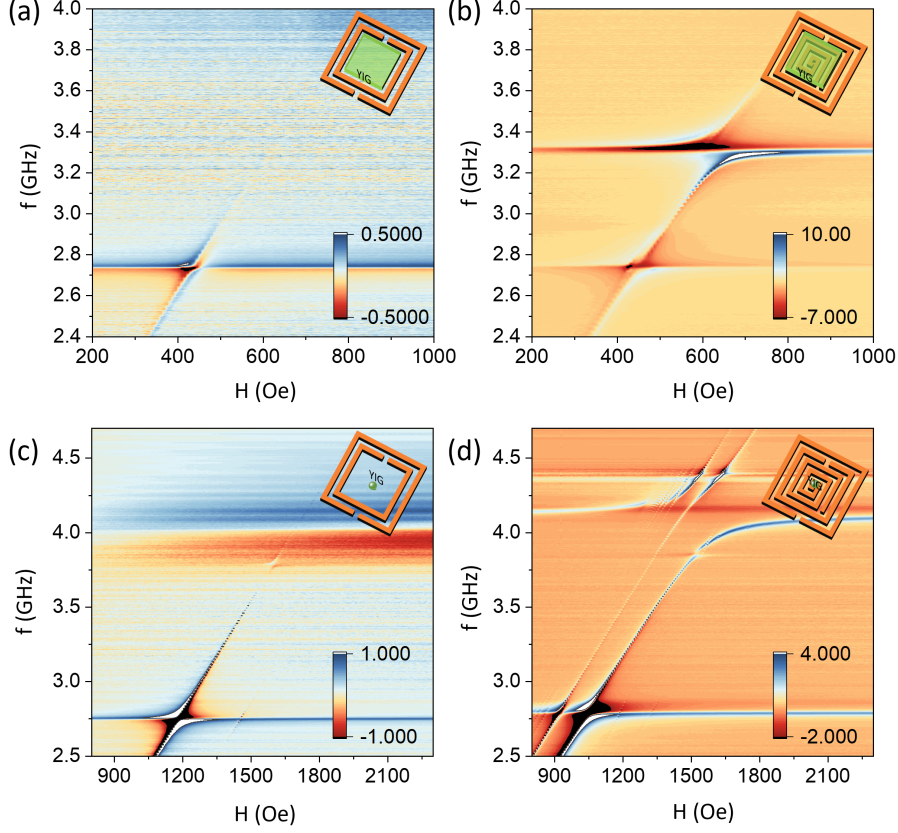 (a)
4.0
3.8
3.6
3.4
3.2
3.0
2.8
2.6
2.4
f (GHz)
YIG
0.5000
-0.5000
200 400 600 800 1000
H (Oe)
(b)
4.0
3.8
3.6
3.4
3.2
3.0
2.8
2.6
2.4
f (GHz)
YIG
10.00
-7.000
200 400 600 800 1000
H (Oe)
(c)
4.5
4.0
3.5
3.0
2.5
f (GHz)
YIG
1.000
-1.000
900 1200 1500 1800 2100
H (Oe)
(d)
4.5
4.0
3.5
3.0
2.5
f (GHz)
YIG
4.000
-2.000
900 1200 1500 1800 2100
H (Oe)